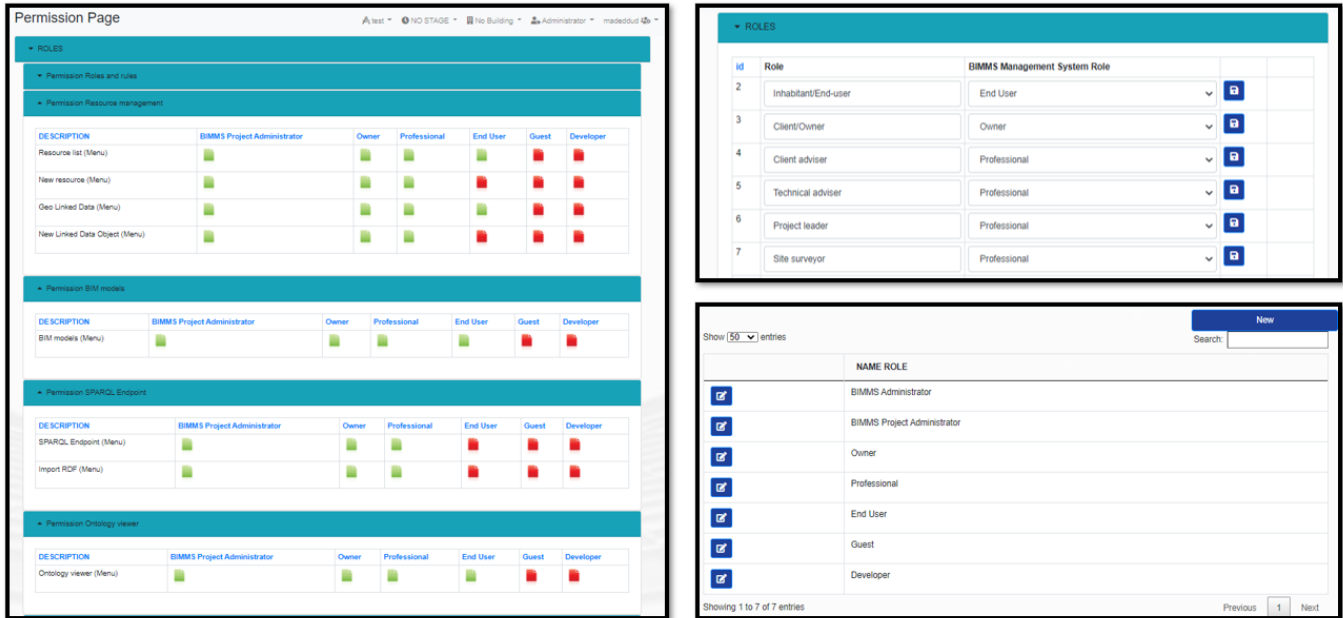 Permission Page
test NO STAGE No Building Administrator madeddud
ROLES
Permission Roles and rules
Permission Resource management
DESCRIPTION BIMMS Project Administrator Owner Professional End User Guest Developer
Resource list (Menu)
New resource (Menu)
Geo Linked Data (Menu)
New Linked Data Object (Menu)
Permission BIM models
DESCRIPTION BIMMS Project Administrator Owner Professional End User Guest Developer
BIM models (Menu)
Permission SPARQL Endpoint
DESCRIPTION BIMMS Project Administrator Owner Professional End User Guest Developer
SPARQL Endpoint (Menu)
Import RDF (Menu)
Permission Ontology viewer
DESCRIPTION BIMMS Project Administrator Owner Professional End User Guest Developer
Ontology viewer (Menu)
ROLES
id Role BIMMS Management System Role
2 Inhabitant/End-user End User
3 Client/Owner Owner
4 Client adviser Professional
5 Technical adviser Professional
6 Project leader Professional
7 Site surveyor Professional
New
Show 50 entries Search:
NAME ROLE
BIMMS Administrator
BIMMS Project Administrator
Owner
Professional
End User
Guest
Developer
Showing 1 to 7 of 7 entries Previous 1 Next